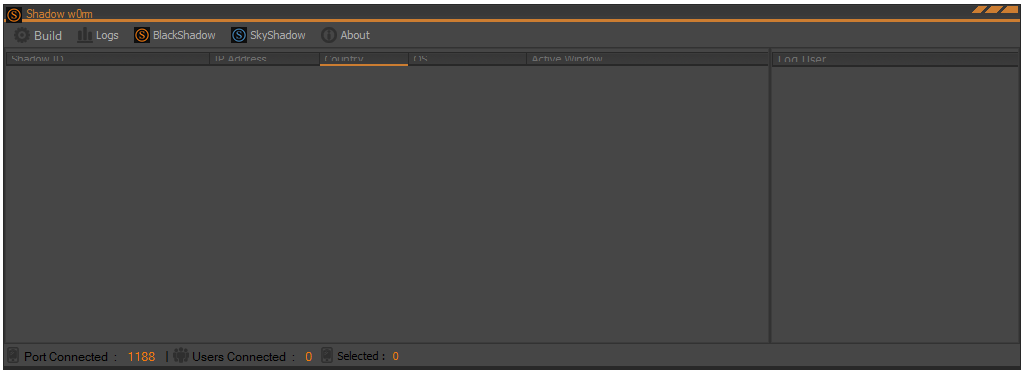 Shadow w0rm
Build Logs BlackShadow SkyShadow About
Shadow ID IP Address Country OS Active Window Log User
Port Connected : 1188 | Users Connected : 0 Selected : 0